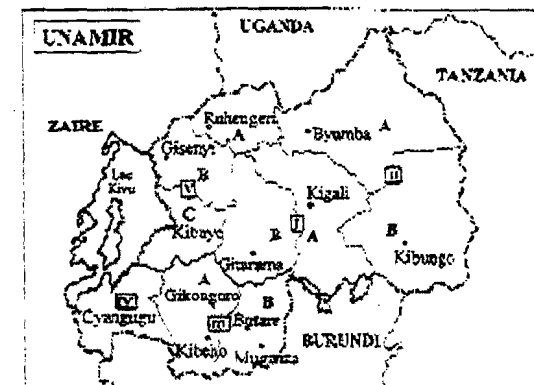 UGANDA
UNAMIR
TANZANIA
ZAIRE
Ruhengeri
A
Byumba
A
Gisenyi
B
Lac
Kivu
V
II
C
Kigali
Kibuye
I
B
A
B
Gitarama
Kibungo
A
IV
Gikongoro
B
Cyangugu
III
Butare
BURUNDI
Kibeho
Muganza